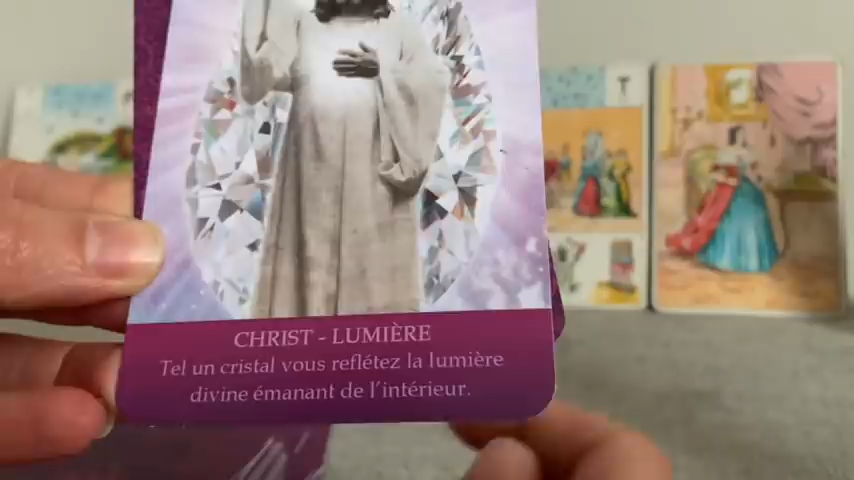 CHRIST - LUMIÈRE
Tel un cristal vous reflétez la lumière
divine émanant de l'intérieur.